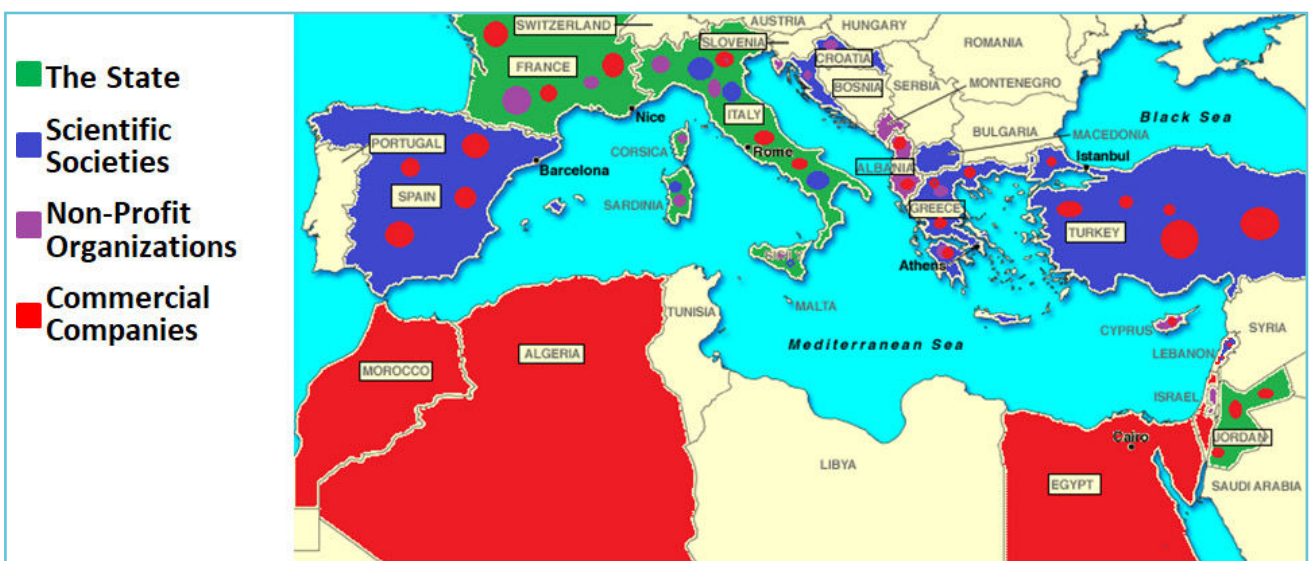 The State
Scientific
Societies
Non-Profit
Organizations
Commercial
Companies
SWITZERLAND
AUSTRIA
HUNGARY
SLOVENIA
ROMANIA
FRANCE
CROATIA
BOSNIA
SERBIA
MONTENEGRO
Nice
ITALY
Black Sea
PORTUGAL
CORSICA
BULGARIA
MACEDONIA
Rome
Istanbul
Barcelona
ALBANIA
SPAIN
SARDINIA
GREECE
TURKEY
Athens
TUNISIA
MALTA
CYPRUS
SYRIA
Mediterranean Sea
LEBANON
ALGERIA
MOROCCO
ISRAEL
Cairo
JORDAN
LIBYA
EGYPT
SAUDI ARABIA